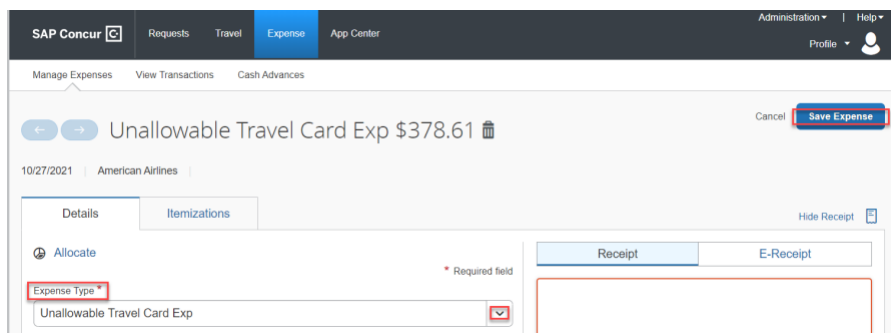 Administration | Help
SAP Concur C Requests Travel Expense App Center
Profile
Manage Expenses View Transactions Cash Advances
Unallowable Travel Card Exp $378.61
Cancel Save Expense
10/27/2021 American Airlines
Details Itemizations
Hide Receipt
Allocate
* Required field
Receipt E-Receipt
Expense Type *
Unallowable Travel Card Exp